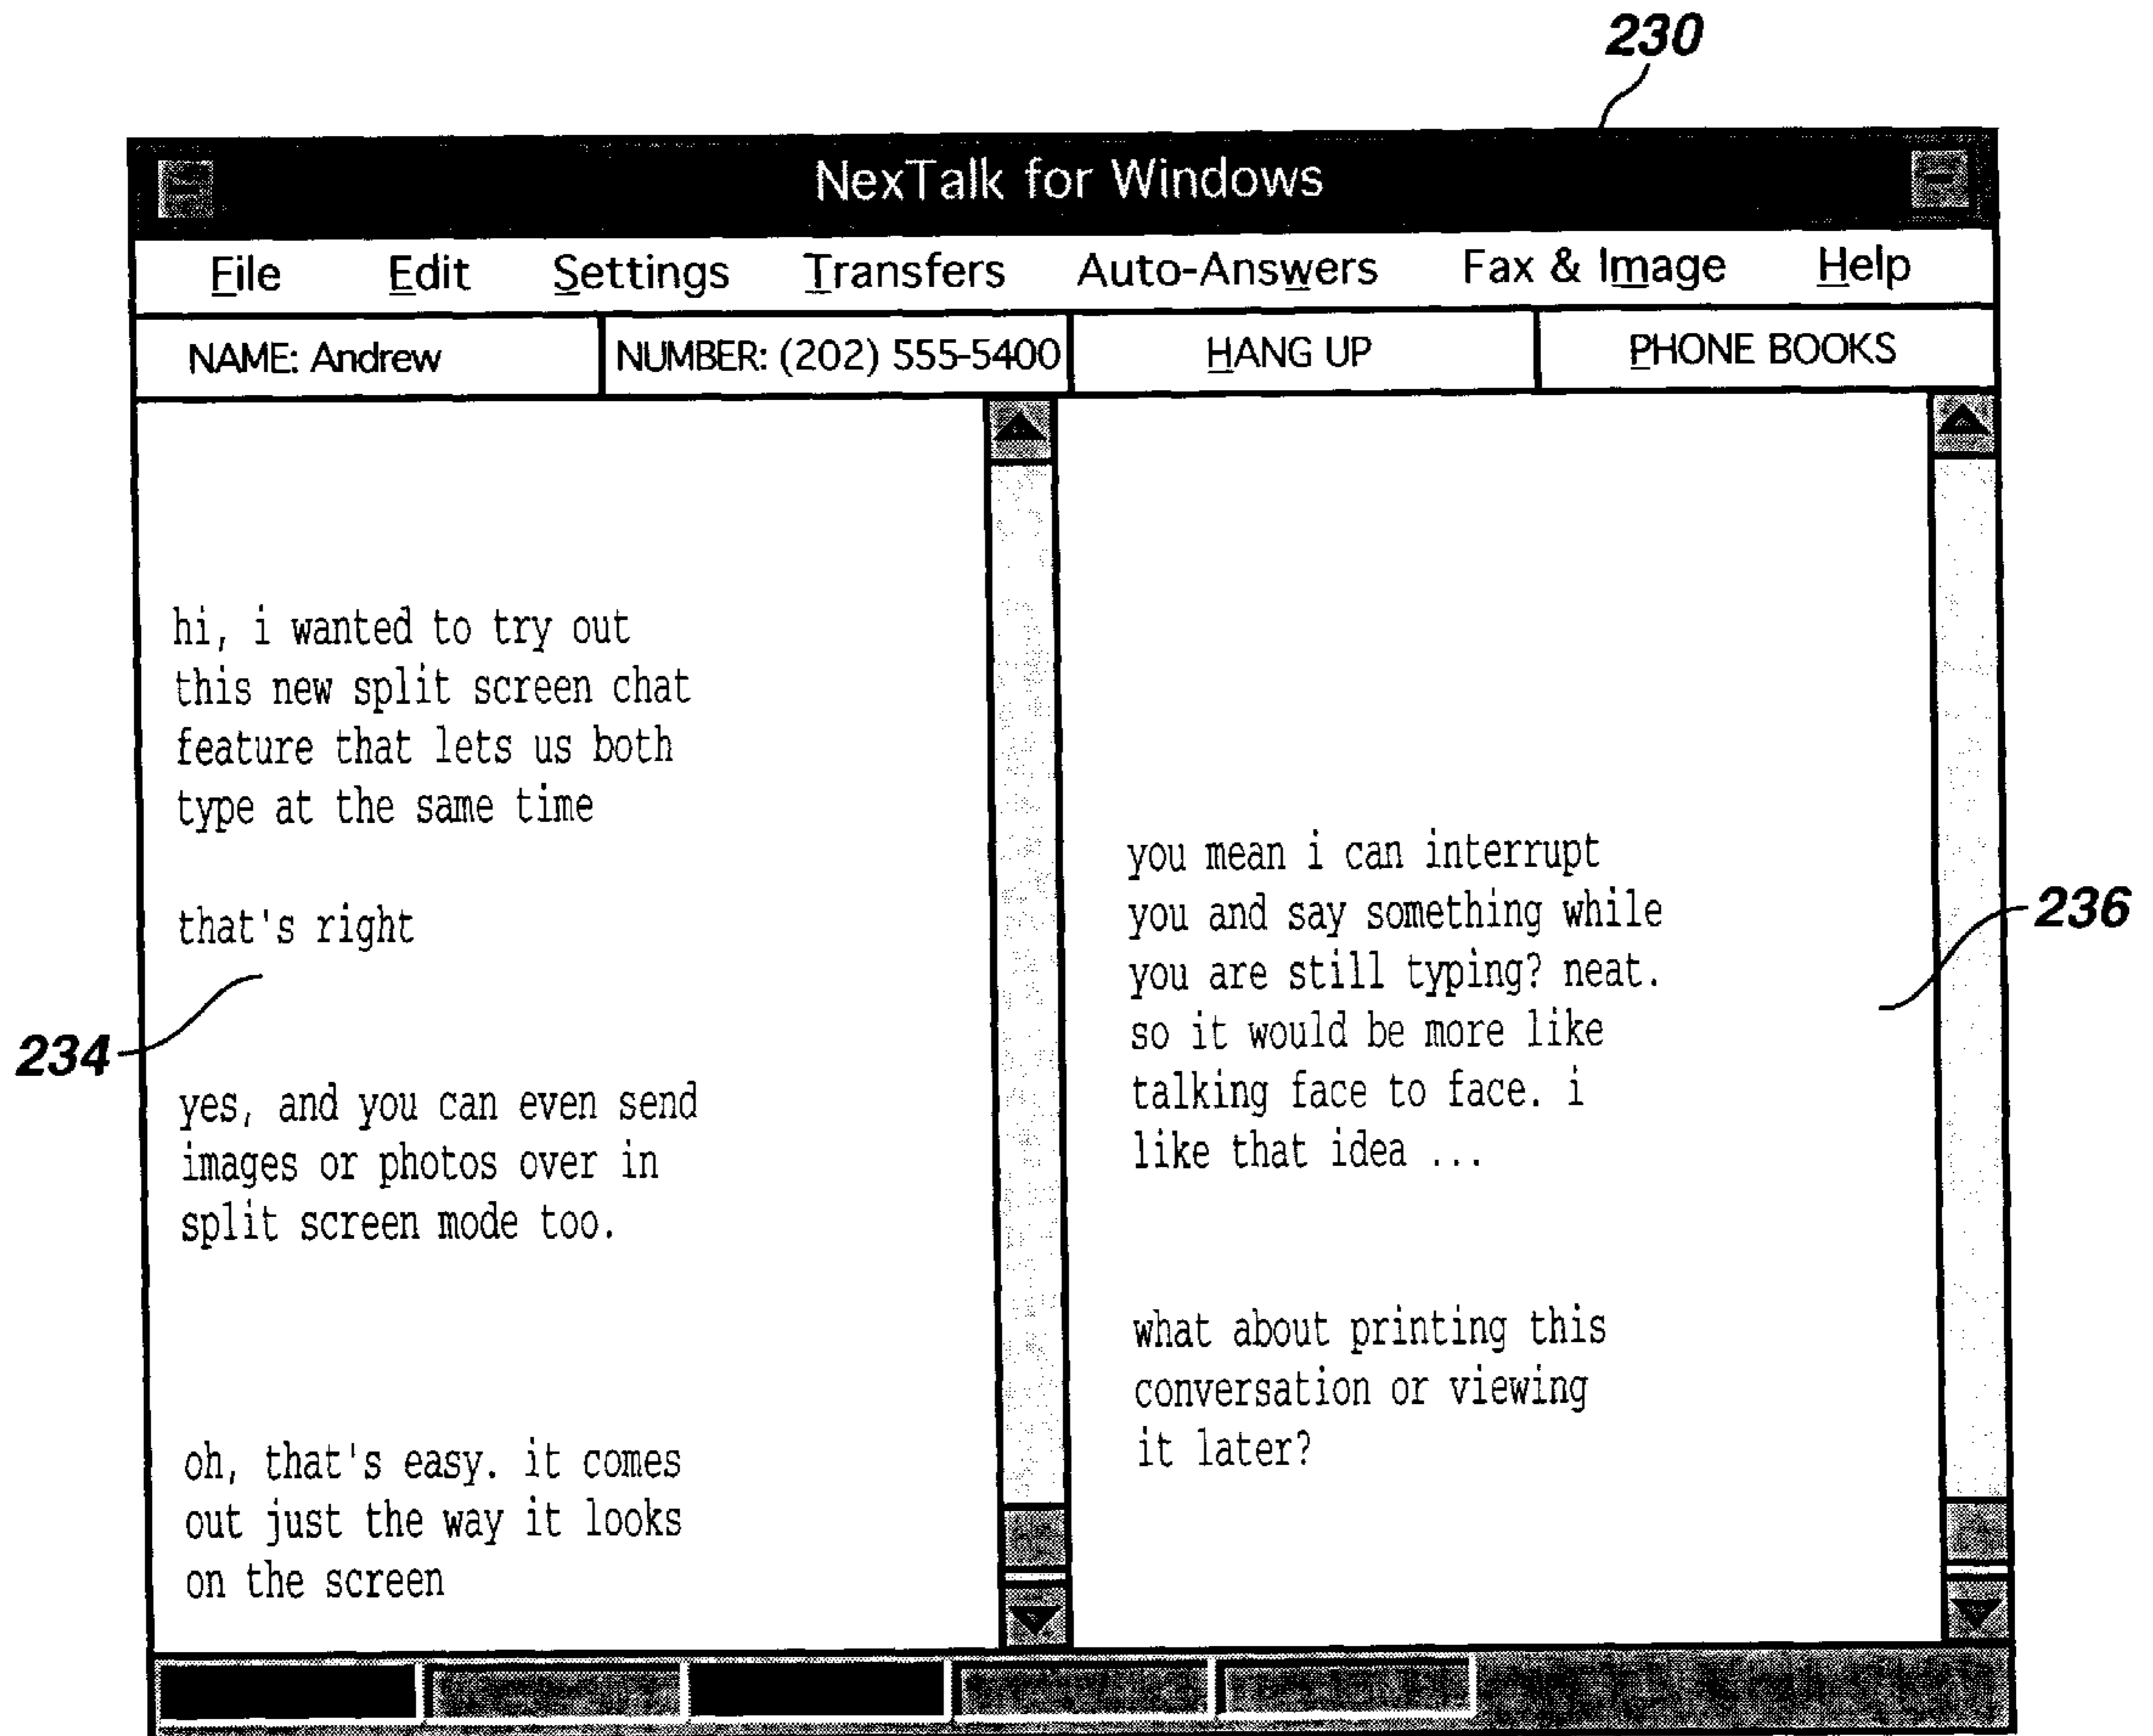 230
NexTalk for Windows
File Edit Settings Transfers Auto-Answers Fax & Image Help
NAME: Andrew NUMBER: (202) 555-5400 HANG UP PHONE BOOKS
hi, i wanted to try out
this new split screen chat
feature that lets us both
type at the same time
that's right
234
yes, and you can even send
images or photos over in
split screen mode too.
oh, that's easy. it comes
out just the way it looks
on the screen
you mean i can interrupt
you and say something while
you are still typing? neat.
so it would be more like
talking face to face. i
like that idea ...
236
what about printing this
conversation or viewing
it later?